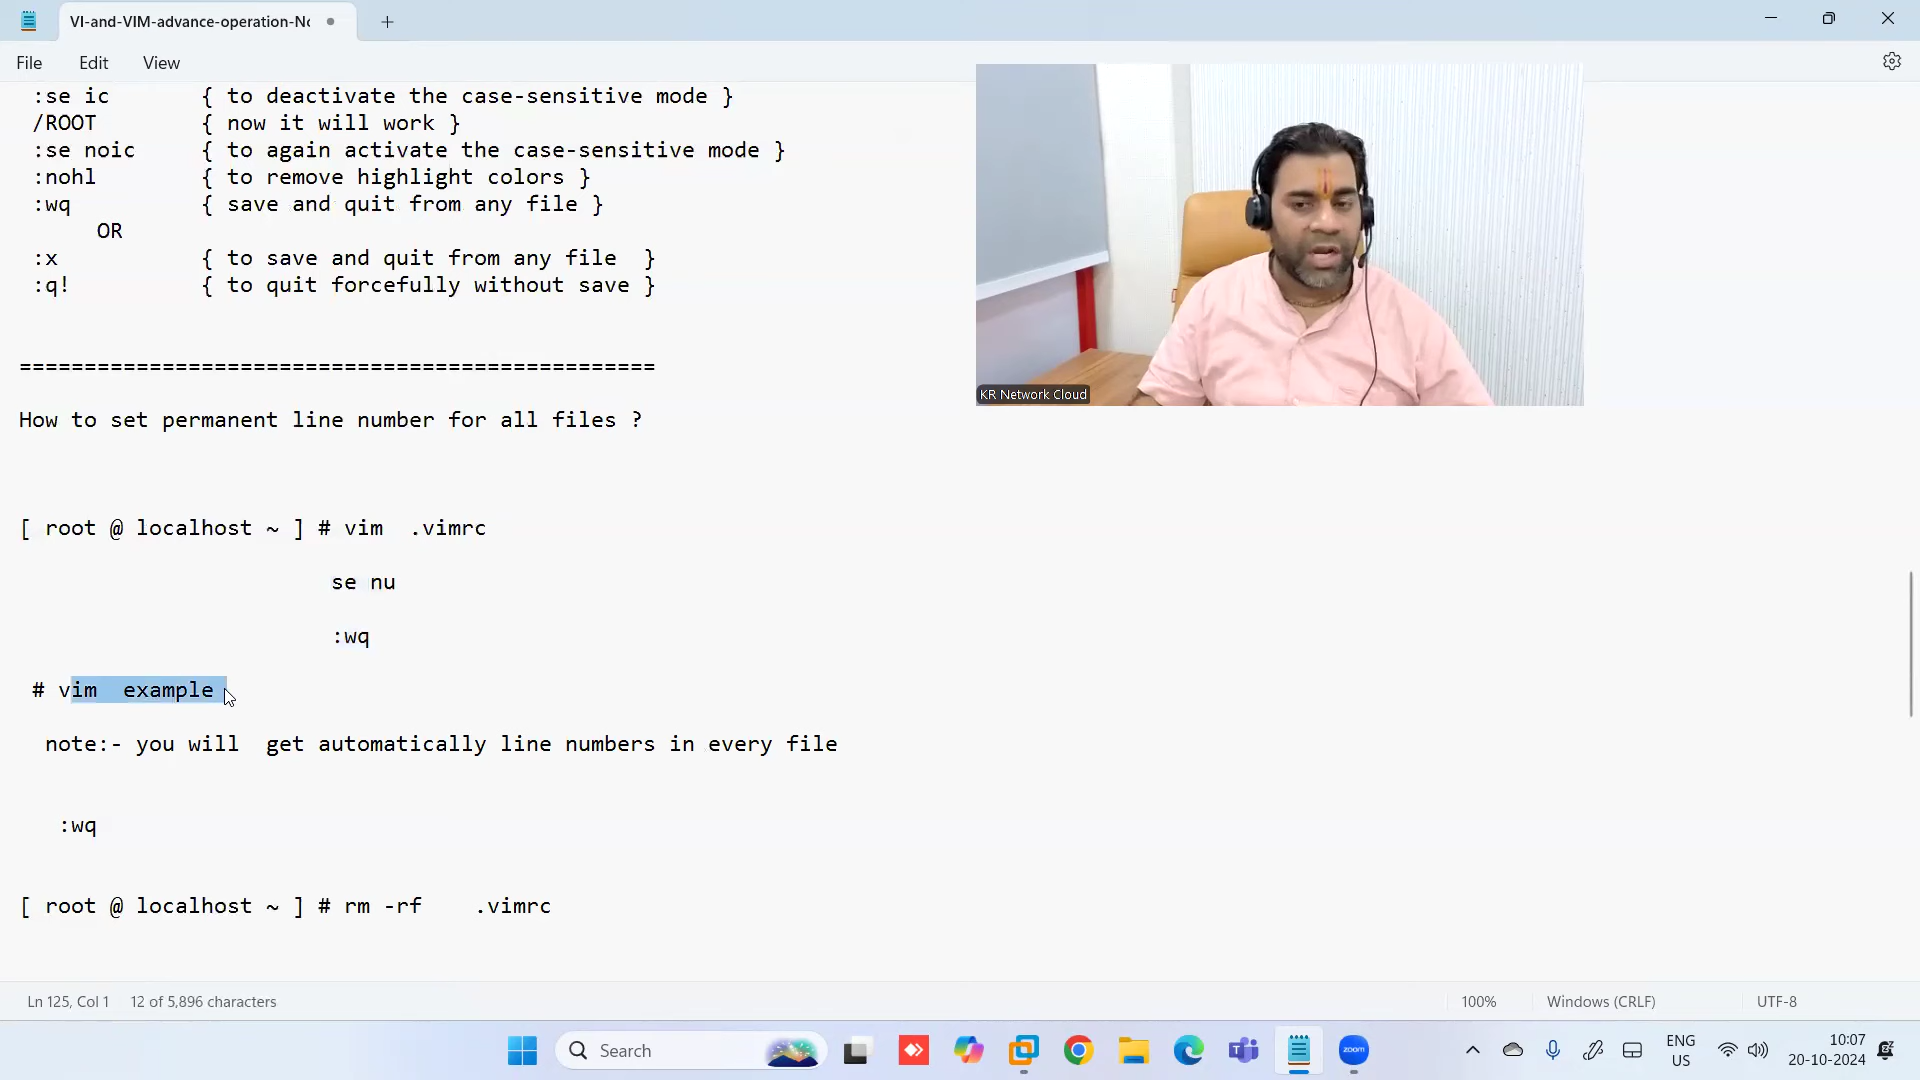 VI-and-VIM-advance-operation-No
File Edit View
:se ic { to deactivate the case-sensitive mode }
/ROOT { now it will work }
:se noic { to again activate the case-sensitive mode }
:nohl { to remove highlight colors }
:wq { save and quit from any file }
OR
:x { to save and quit from any file }
:q! { to quit forcefully without save }
=================================================
How to set permanent line number for all files ?
[ root @ localhost ~ ] # vim .vimrc
se nu
:wq
# vim example
note:- you will get automatically line numbers in every file
:wq
[ root @ localhost ~ ] # rm -rf .vimrc
KR Network Cloud
Ln 125, Col 1 12 of 5,896 characters 100% Windows (CRLF) UTF-8
Search
zoom
ENG
US
10:07
20-10-2024